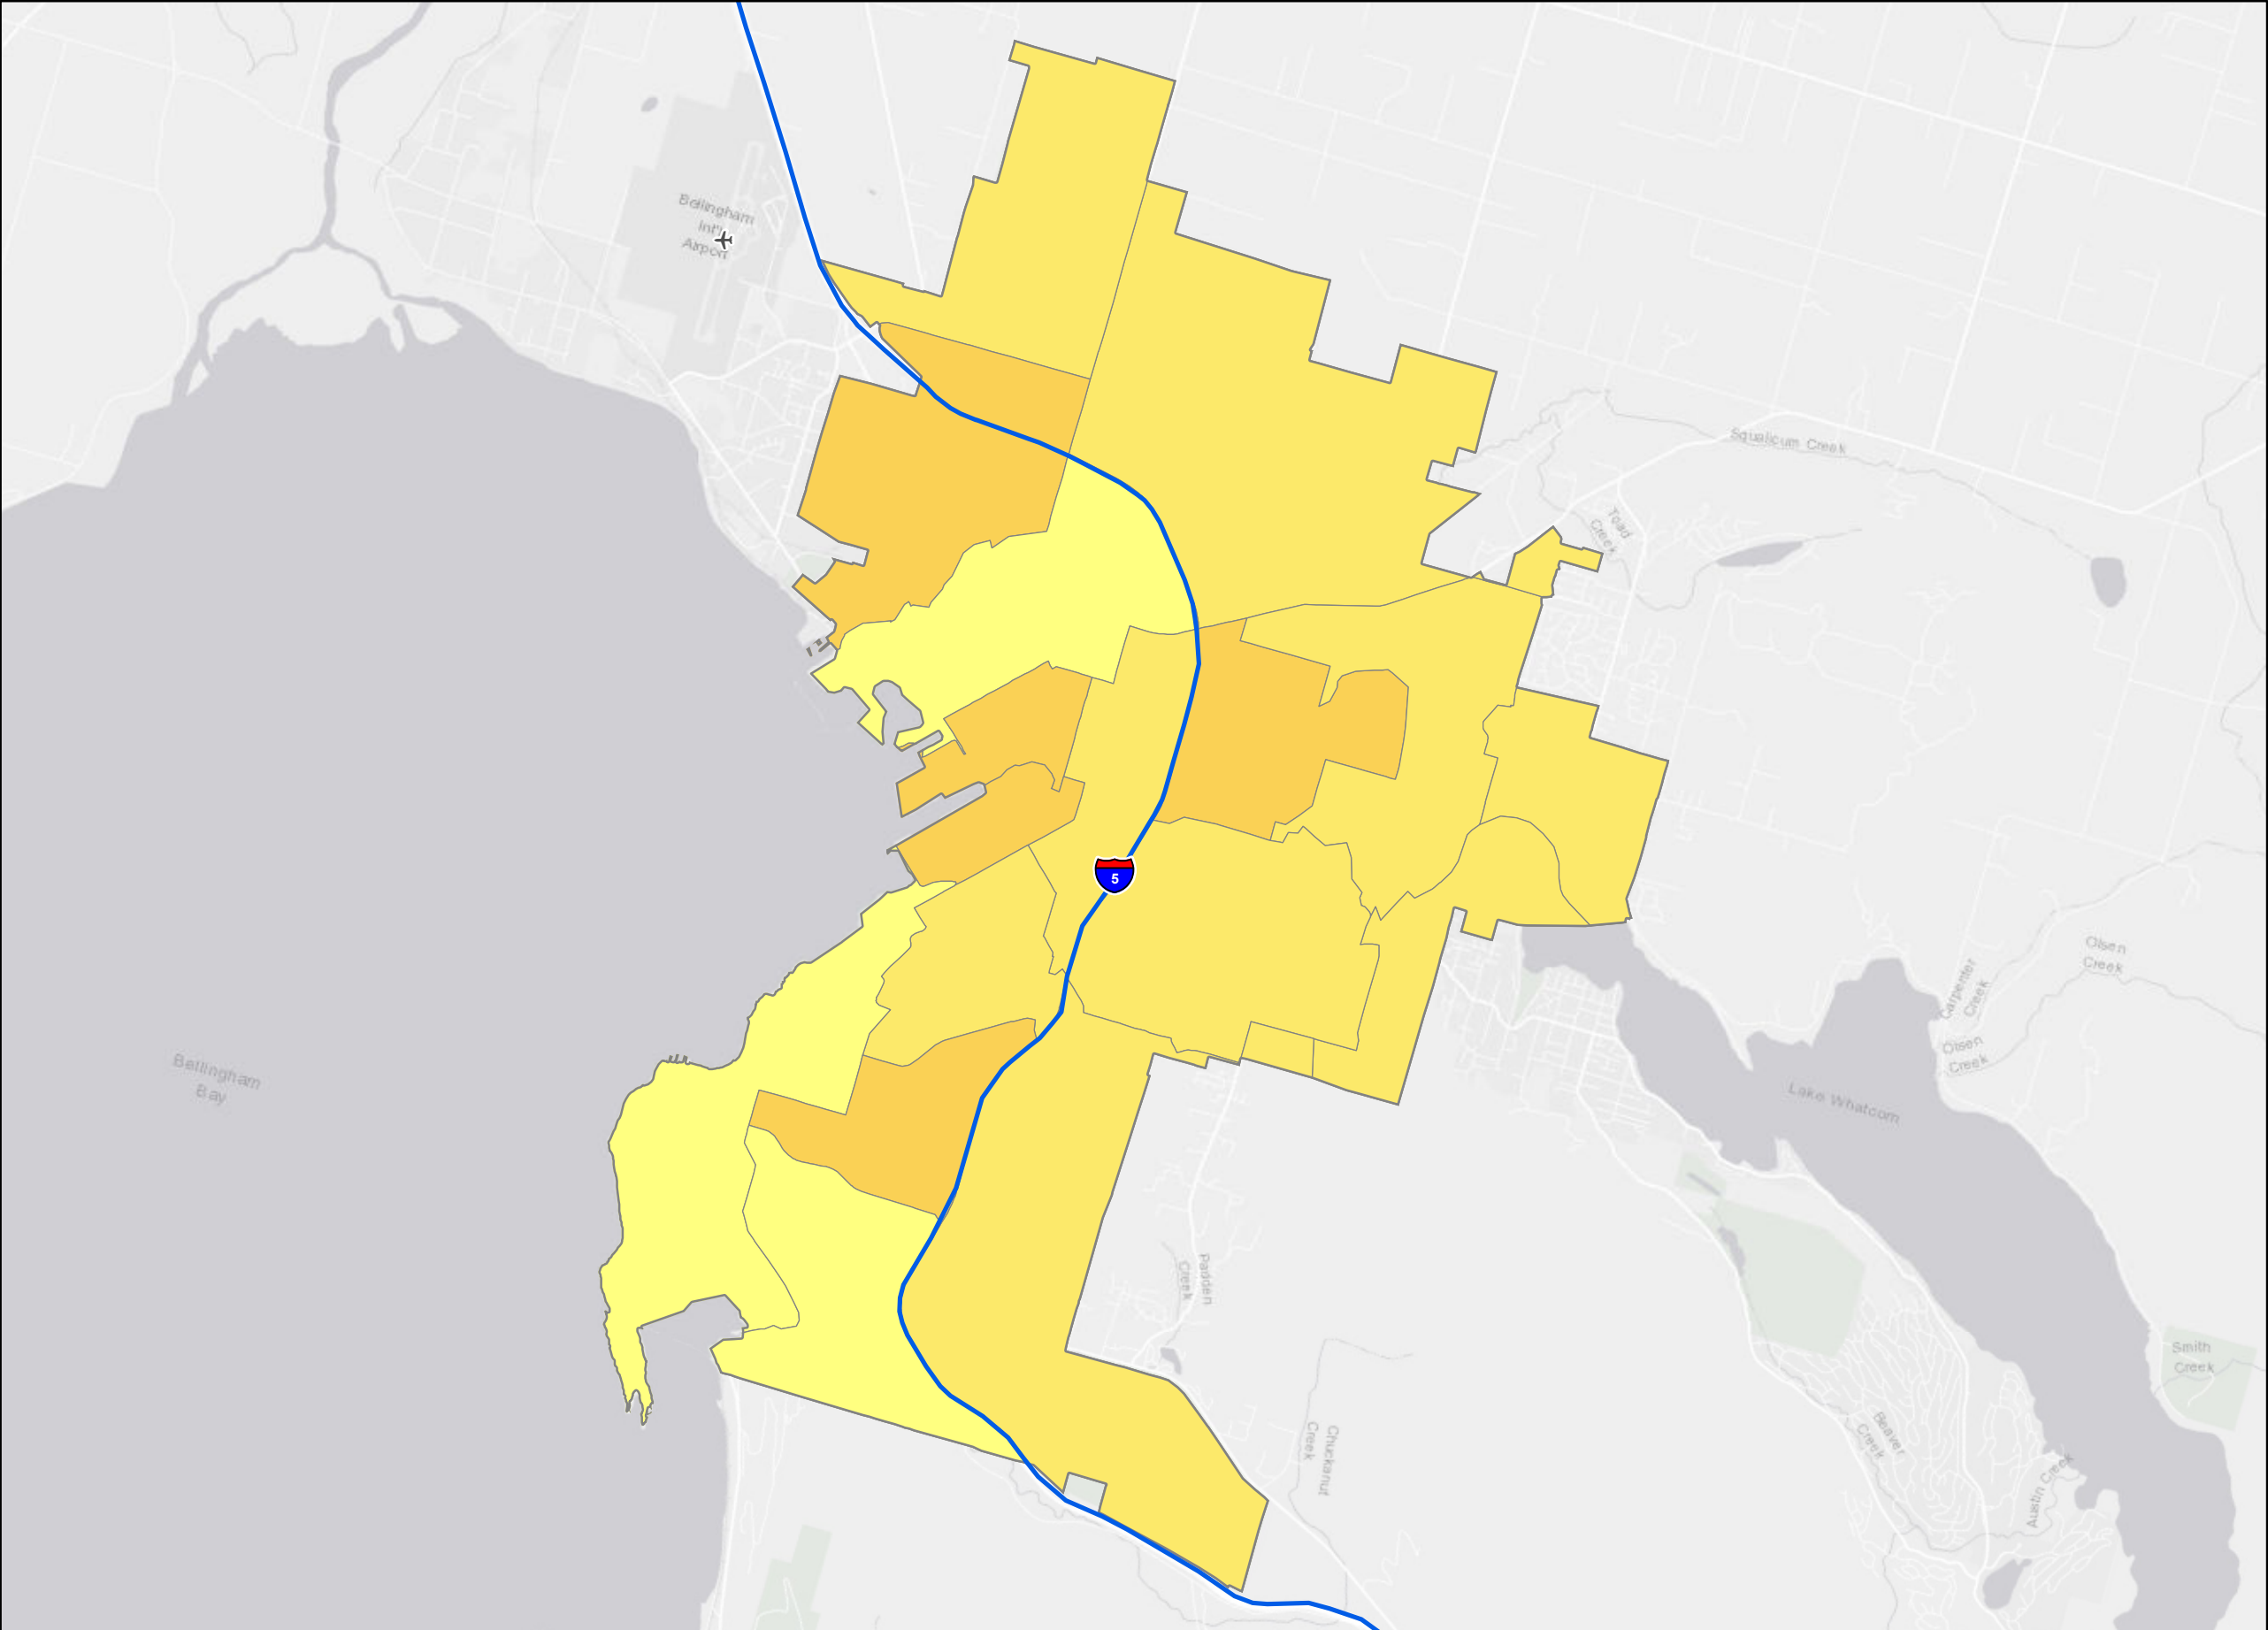 Bellingham
Int'l
Airport
Squalicum Creek
Toad
Creek
5
Olsen
Creek
Carpenter
Creek
Olsen
Creek
Bellingham
Bay
Lake Whatcom
Padden
Creek
Smith
Creek
Chuckanut
Creek
Beaver
Creek
Austin Creek